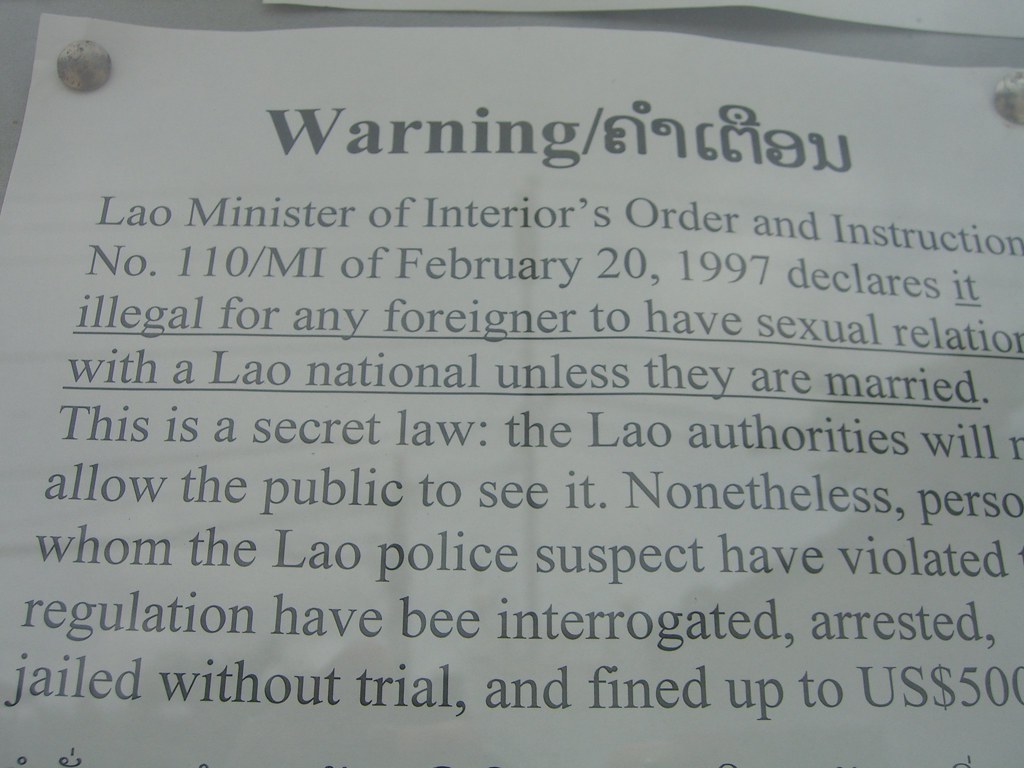 Warning/ຄຳເຕືອນ
Lao Minister of Interior's Order and Instruction
No. 110/MI of February 20, 1997 declares it
illegal for any foreigner to have sexual relation
with a Lao national unless they are married.
This is a secret law: the Lao authorities will
allow the public to see it. Nonetheless, perso
whom the Lao police suspect have violated
regulation have bee interrogated, arrested,
jailed without trial, and fined up to US$500